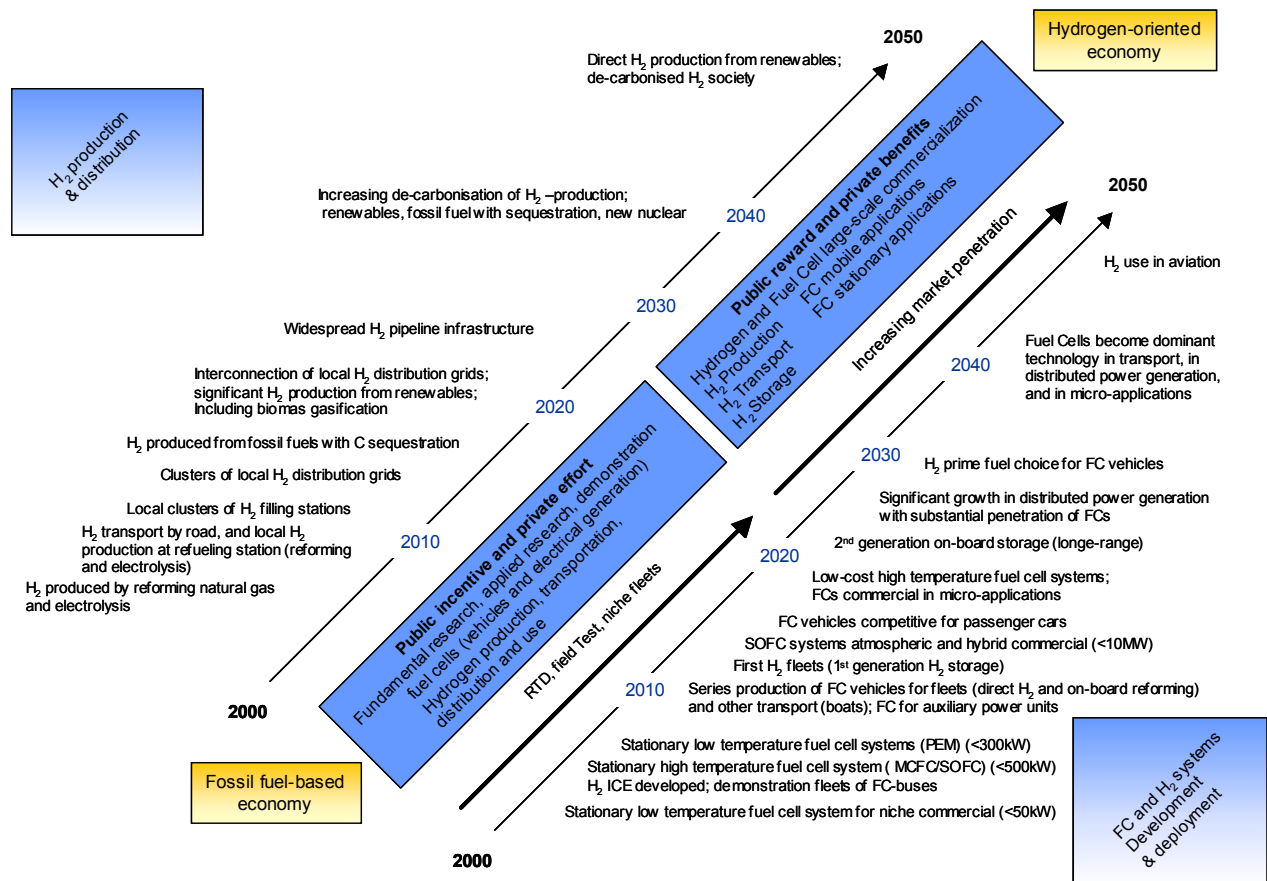 2050
Hydrogen-oriented
economy
Direct H₂ production from renewables;
de-carbonised H₂ society
H₂ production
& distribution
Increasing de-carbonisation of H₂ –production;
renewables, fossil fuel with sequestration, new nuclear
2040
2030
Widespread H₂ pipeline infrastructure
Interconnection of local H₂ distribution grids;
significant H₂ production from renewables;
Including biomas gasification
2020
H₂ produced from fossil fuels with C sequestration
Clusters of local H₂ distribution grids
Local clusters of H₂ filling stations
H₂ transport by road, and local H₂
production at refueling station (reforming
and electrolysis)
2010
H₂ produced by reforming natural gas
and electrolysis
2000
Public reward and private benefits
Hydrogen and Fuel Cell large-scale commercialization
H₂ Production FC mobile applications
H₂ Transport FC stationary applications
H₂ Storage
Public incentive and private effort
Fundamental research, applied research, demonstration
fuel cells (vehicles and electrical generation)
Hydrogen production, transportation,
distribution and use
Fossil fuel-based
economy
Increasing market penetration
RTD, field Test, niche fleets
2050
H₂ use in aviation
2040
Fuel Cells become dominant
technology in transport, in
distributed power generation,
and in micro-applications
2030
H₂ prime fuel choice for FC vehicles
Significant growth in distributed power generation
with substantial penetration of FCs
2020
2nd generation on-board storage (longe-range)
Low-cost high temperature fuel cell systems;
FCs commercial in micro-applications
FC vehicles competitive for passenger cars
SOFC systems atmospheric and hybrid commercial (<10MW)
First H₂ fleets (1st generation H₂ storage)
2010
Series production of FC vehicles for fleets (direct H₂ and on-board reforming)
and other transport (boats); FC for auxiliary power units
Stationary low temperature fuel cell systems (PEM) (<300kW)
Stationary high temperature fuel cell system ( MCFC/SOFC) (<500kW)
H₂ ICE developed; demonstration fleets of FC-buses
Stationary low temperature fuel cell system for niche commercial (<50kW)
2000
FC and H₂ systems
Development
& deployment